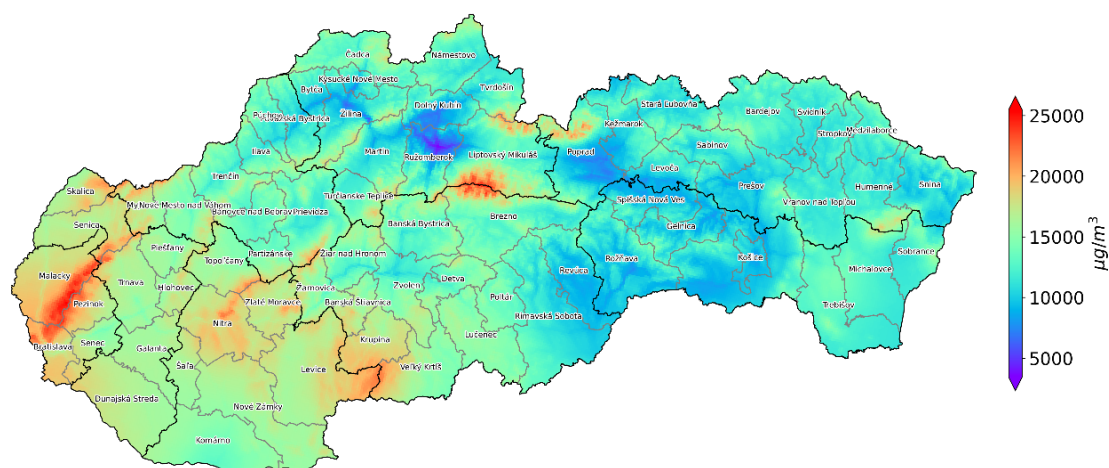 Čadca
Námestovo
Kysucké Nové Mesto
Bytča
Tvrdošín
Dolný Kubín
Považská Bystrica
Žilina
Stará Ľubovňa
Kežmarok
Bardejov
Svidník
Stropkov
Medzilaborce
Sabinov
Ilava
Martin
Ružomberok
Liptovský Mikuláš
Poprad
Levoča
Prešov
Humenné
Snina
Skalica
Turčianske Teplice
Spišská Nová Ves
Vranov nad Topľou
Nové Mesto nad Váhom
Prievidza
Banská Bystrica
Brezno
Gelnica
Senica
Piešťany
Partizánske
Topoľčany
Žiar nad Hronom
Rožňava
Košice
Sobrance
Malacky
Trnava
Hlohovec
Žarnovica
Zvolen
Detva
Revúca
Michalovce
Pezinok
Zlaté Moravce
Banská Štiavnica
Poltár
Trebišov
Nitra
Rimavská Sobota
Bratislava
Senec
Galanta
Krupina
Lučenec
Šaľa
Levice
Veľký Krtíš
Dunajská Streda
Nové Zámky
Komárno
25000
20000
15000
10000
5000
μg/m³